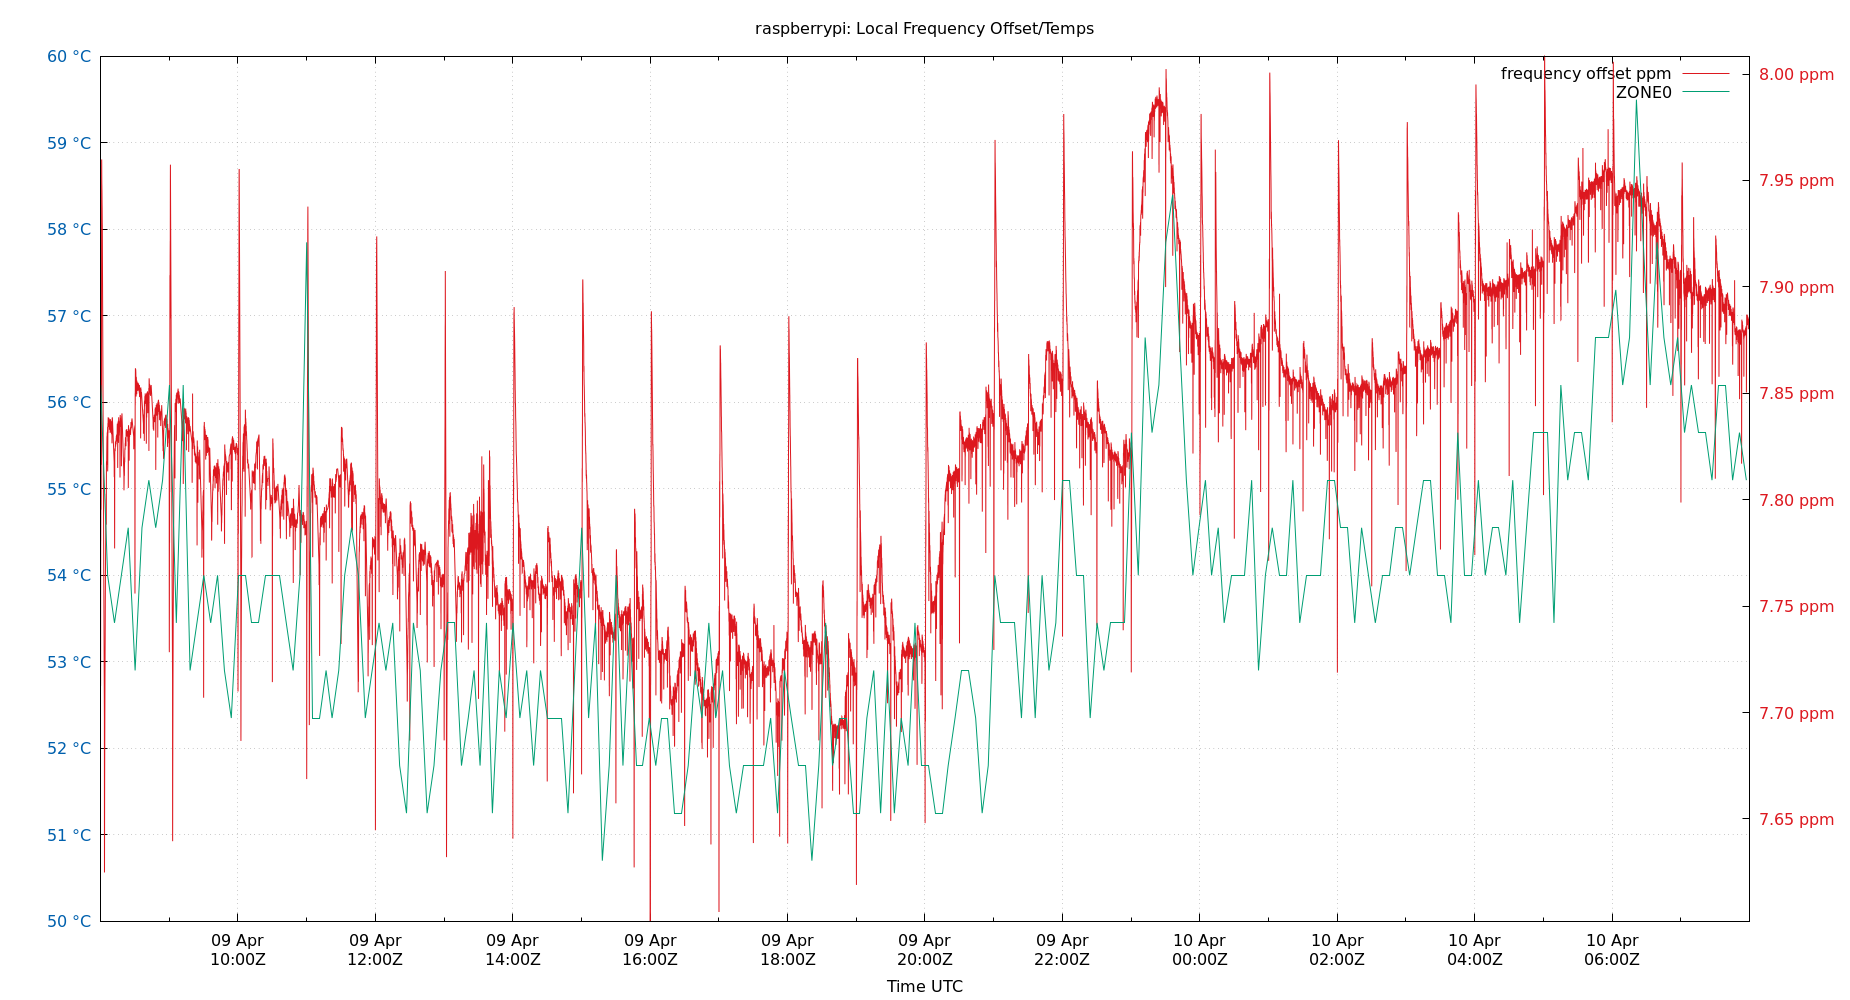 raspberrypi: Local Frequency Offset/Temps
60 °C
59 °C
58 °C
57 °C
56 °C
55 °C
54 °C
53 °C
52 °C
51 °C
50 °C
frequency offset ppm
ZONE0
8.00 ppm
7.95 ppm
7.90 ppm
7.85 ppm
7.80 ppm
7.75 ppm
7.70 ppm
7.65 ppm
09 Apr
10:00Z
09 Apr
12:00Z
09 Apr
14:00Z
09 Apr
16:00Z
09 Apr
18:00Z
09 Apr
20:00Z
09 Apr
22:00Z
10 Apr
00:00Z
10 Apr
02:00Z
10 Apr
04:00Z
10 Apr
06:00Z
Time UTC